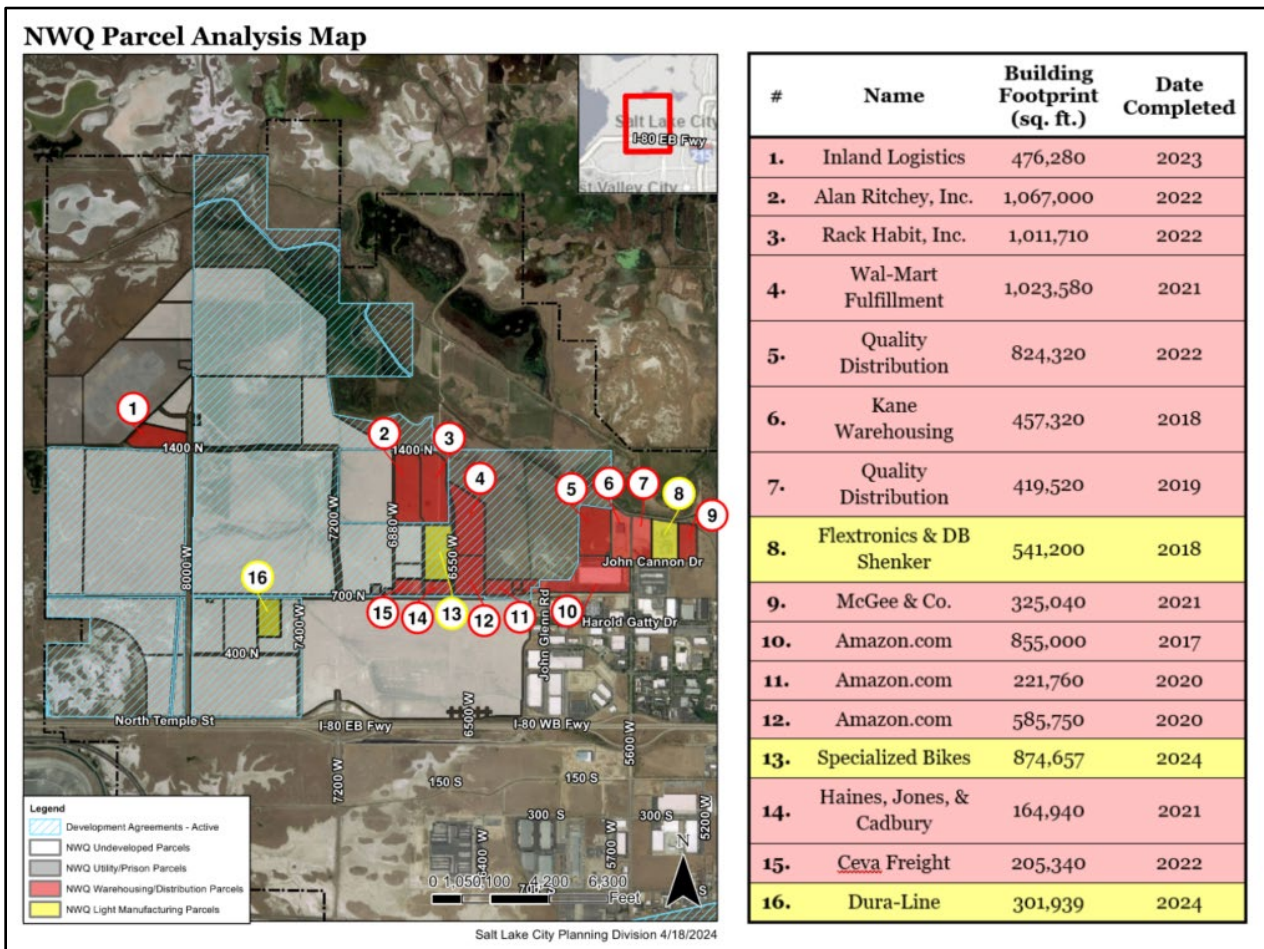 NWQ Parcel Analysis Map
Salt Lake City
I-80 EB Fwy
st Valley City
1
1400 N
2
1400 N
3
4
5
6
7
8
9
7200 W
6880 W
6550 W
8000 W
John Cannon Dr
16
700 N
15
14
13
12
11
10
7400 W
John Glenn Rd
Harold Gatty Dr
400 N
North Temple St
I-80 EB Fwy
6500 W
I-80 WB Fwy
5600 W
7200 W
150 S
150 S
300 S
300 S
6400 W
5700 W
5200 W
N
Legend
Development Agreements - Active
NWQ Undeveloped Parcels
NWQ Utility/Prison Parcels
NWQ Warehousing/Distribution Parcels
NWQ Light Manufacturing Parcels
0 1,050 100 4,200 6,300
Feet
S
Salt Lake City Planning Division 4/18/2024
# Name Building Footprint (sq. ft.) Date Completed
1. Inland Logistics 476,280 2023
2. Alan Ritchey, Inc. 1,067,000 2022
3. Rack Habit, Inc. 1,011,710 2022
4. Wal-Mart Fulfillment 1,023,580 2021
5. Quality Distribution 824,320 2022
6. Kane Warehousing 457,320 2018
7. Quality Distribution 419,520 2019
8. Flextronics & DB Shenker 541,200 2018
9. McGee & Co. 325,040 2021
10. Amazon.com 855,000 2017
11. Amazon.com 221,760 2020
12. Amazon.com 585,750 2020
13. Specialized Bikes 874,657 2024
14. Haines, Jones, & Cadbury 164,940 2021
15. Ceva Freight 205,340 2022
16. Dura-Line 301,939 2024